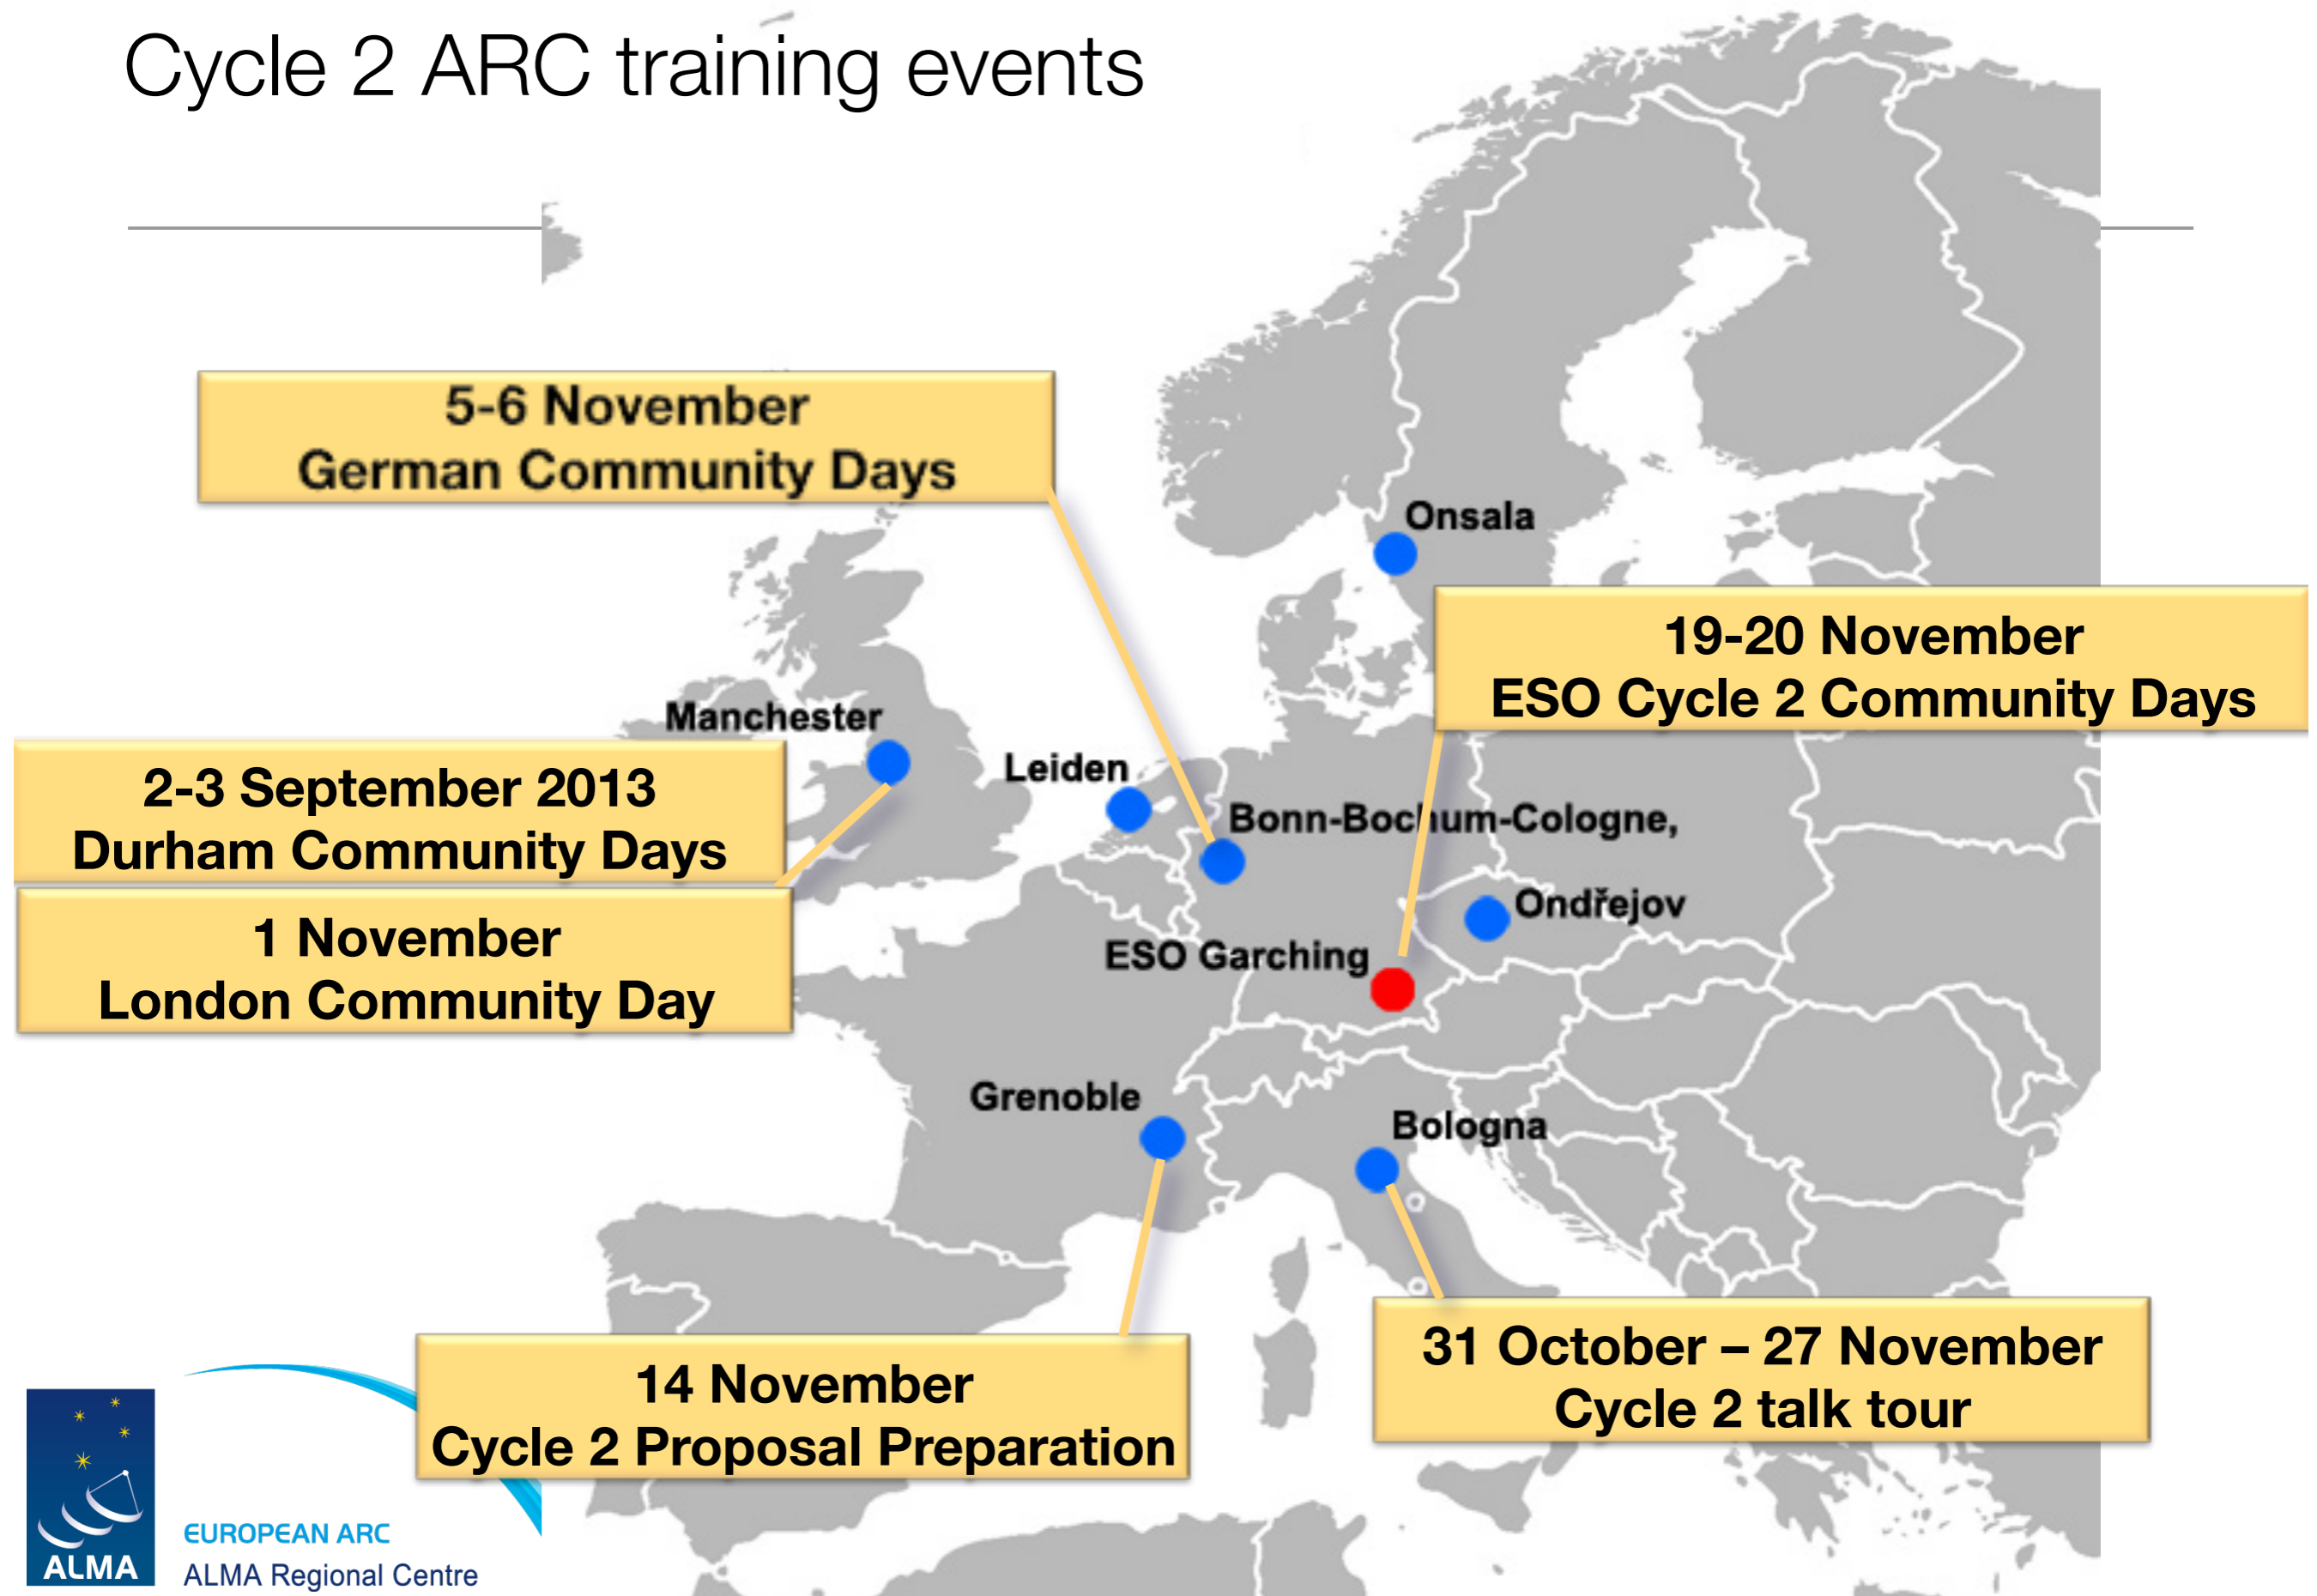 Cycle 2 ARC training events
5-6 November
German Community Days
Onsala
19-20 November
ESO Cycle 2 Community Days
Manchester
2-3 September 2013
Durham Community Days
Leiden
Bonn-Bochum-Cologne,
1 November
London Community Day
Ondřejov
ESO Garching
Grenoble
Bologna
14 November
Cycle 2 Proposal Preparation
31 October – 27 November
Cycle 2 talk tour
ALMA
EUROPEAN ARC
ALMA Regional Centre